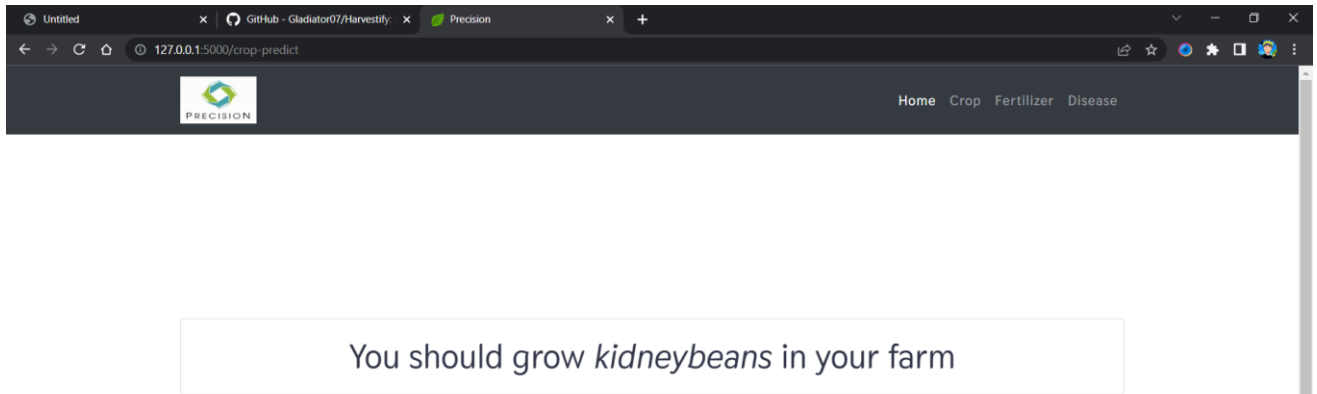 Untitled
GitHub - Gladiator07/Harvestify:
Precision
127.0.0.1:5000/crop-predict
PRECISION
Home Crop Fertilizer Disease
You should grow kidneybeans in your farm